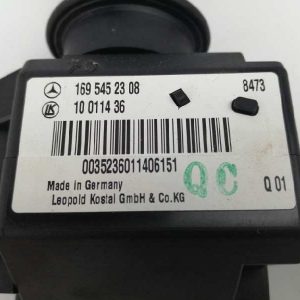 169 545 23 08 8473
LK 10 0114 36
0035236011406151
Made in Germany QC
Leopold Kostal GmbH & Co.KG Q 01